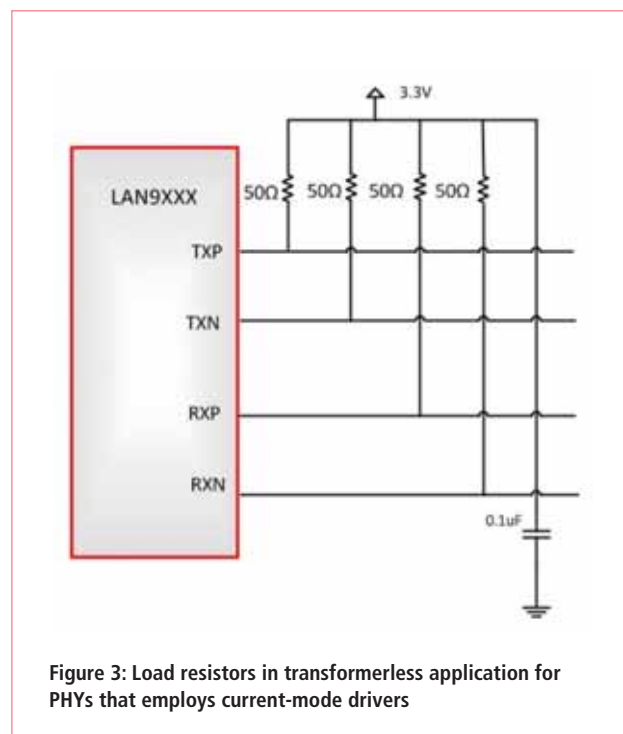 3.3V
LAN9XXX
50Ω 50Ω 50Ω 50Ω
TXP
TXN
RXP
RXN
0.1uF
Figure 3: Load resistors in transformerless application for
PHYs that employs current-mode drivers